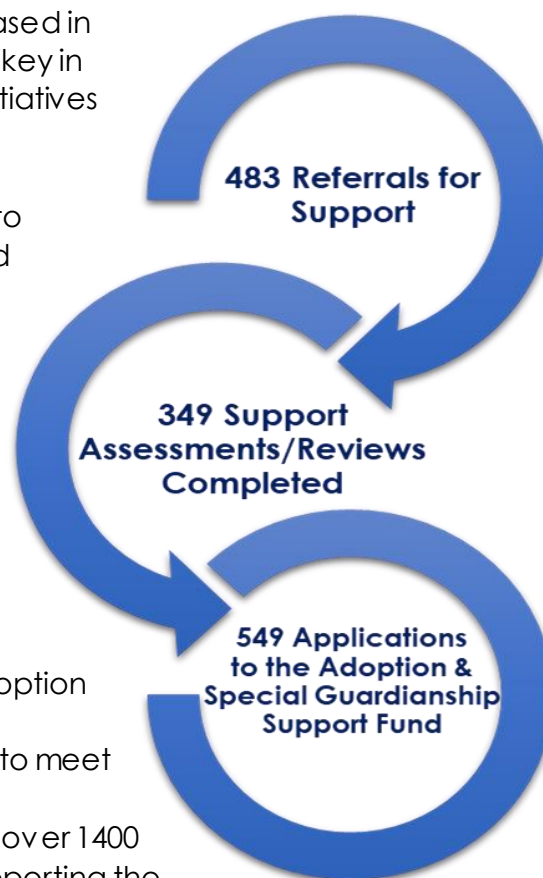 ased in
key in
tiatives
to
d
option
to meet
over 1400
porting the
483 Referrals for
Support
349 Support
Assessments/Reviews
Completed
549 Applications
to the Adoption &
Special Guardianship
Support Fund